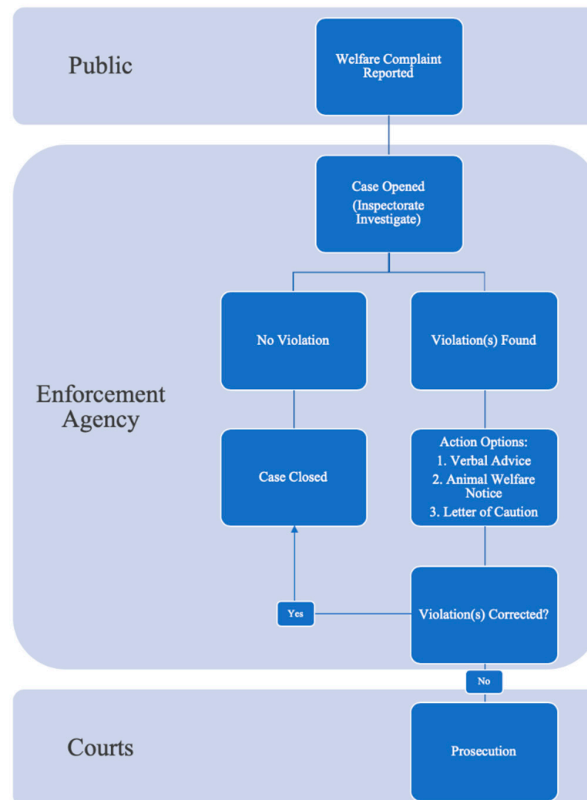 Public
Welfare Complaint
Reported
Case Opened
(Inspectorate
Investigate)
No Violation
Violation(s) Found
Enforcement
Agency
Case Closed
Action Options:
1. Verbal Advice
2. Animal Welfare
Notice
3. Letter of Caution
Yes
Violation(s) Corrected?
No
Courts
Prosecution